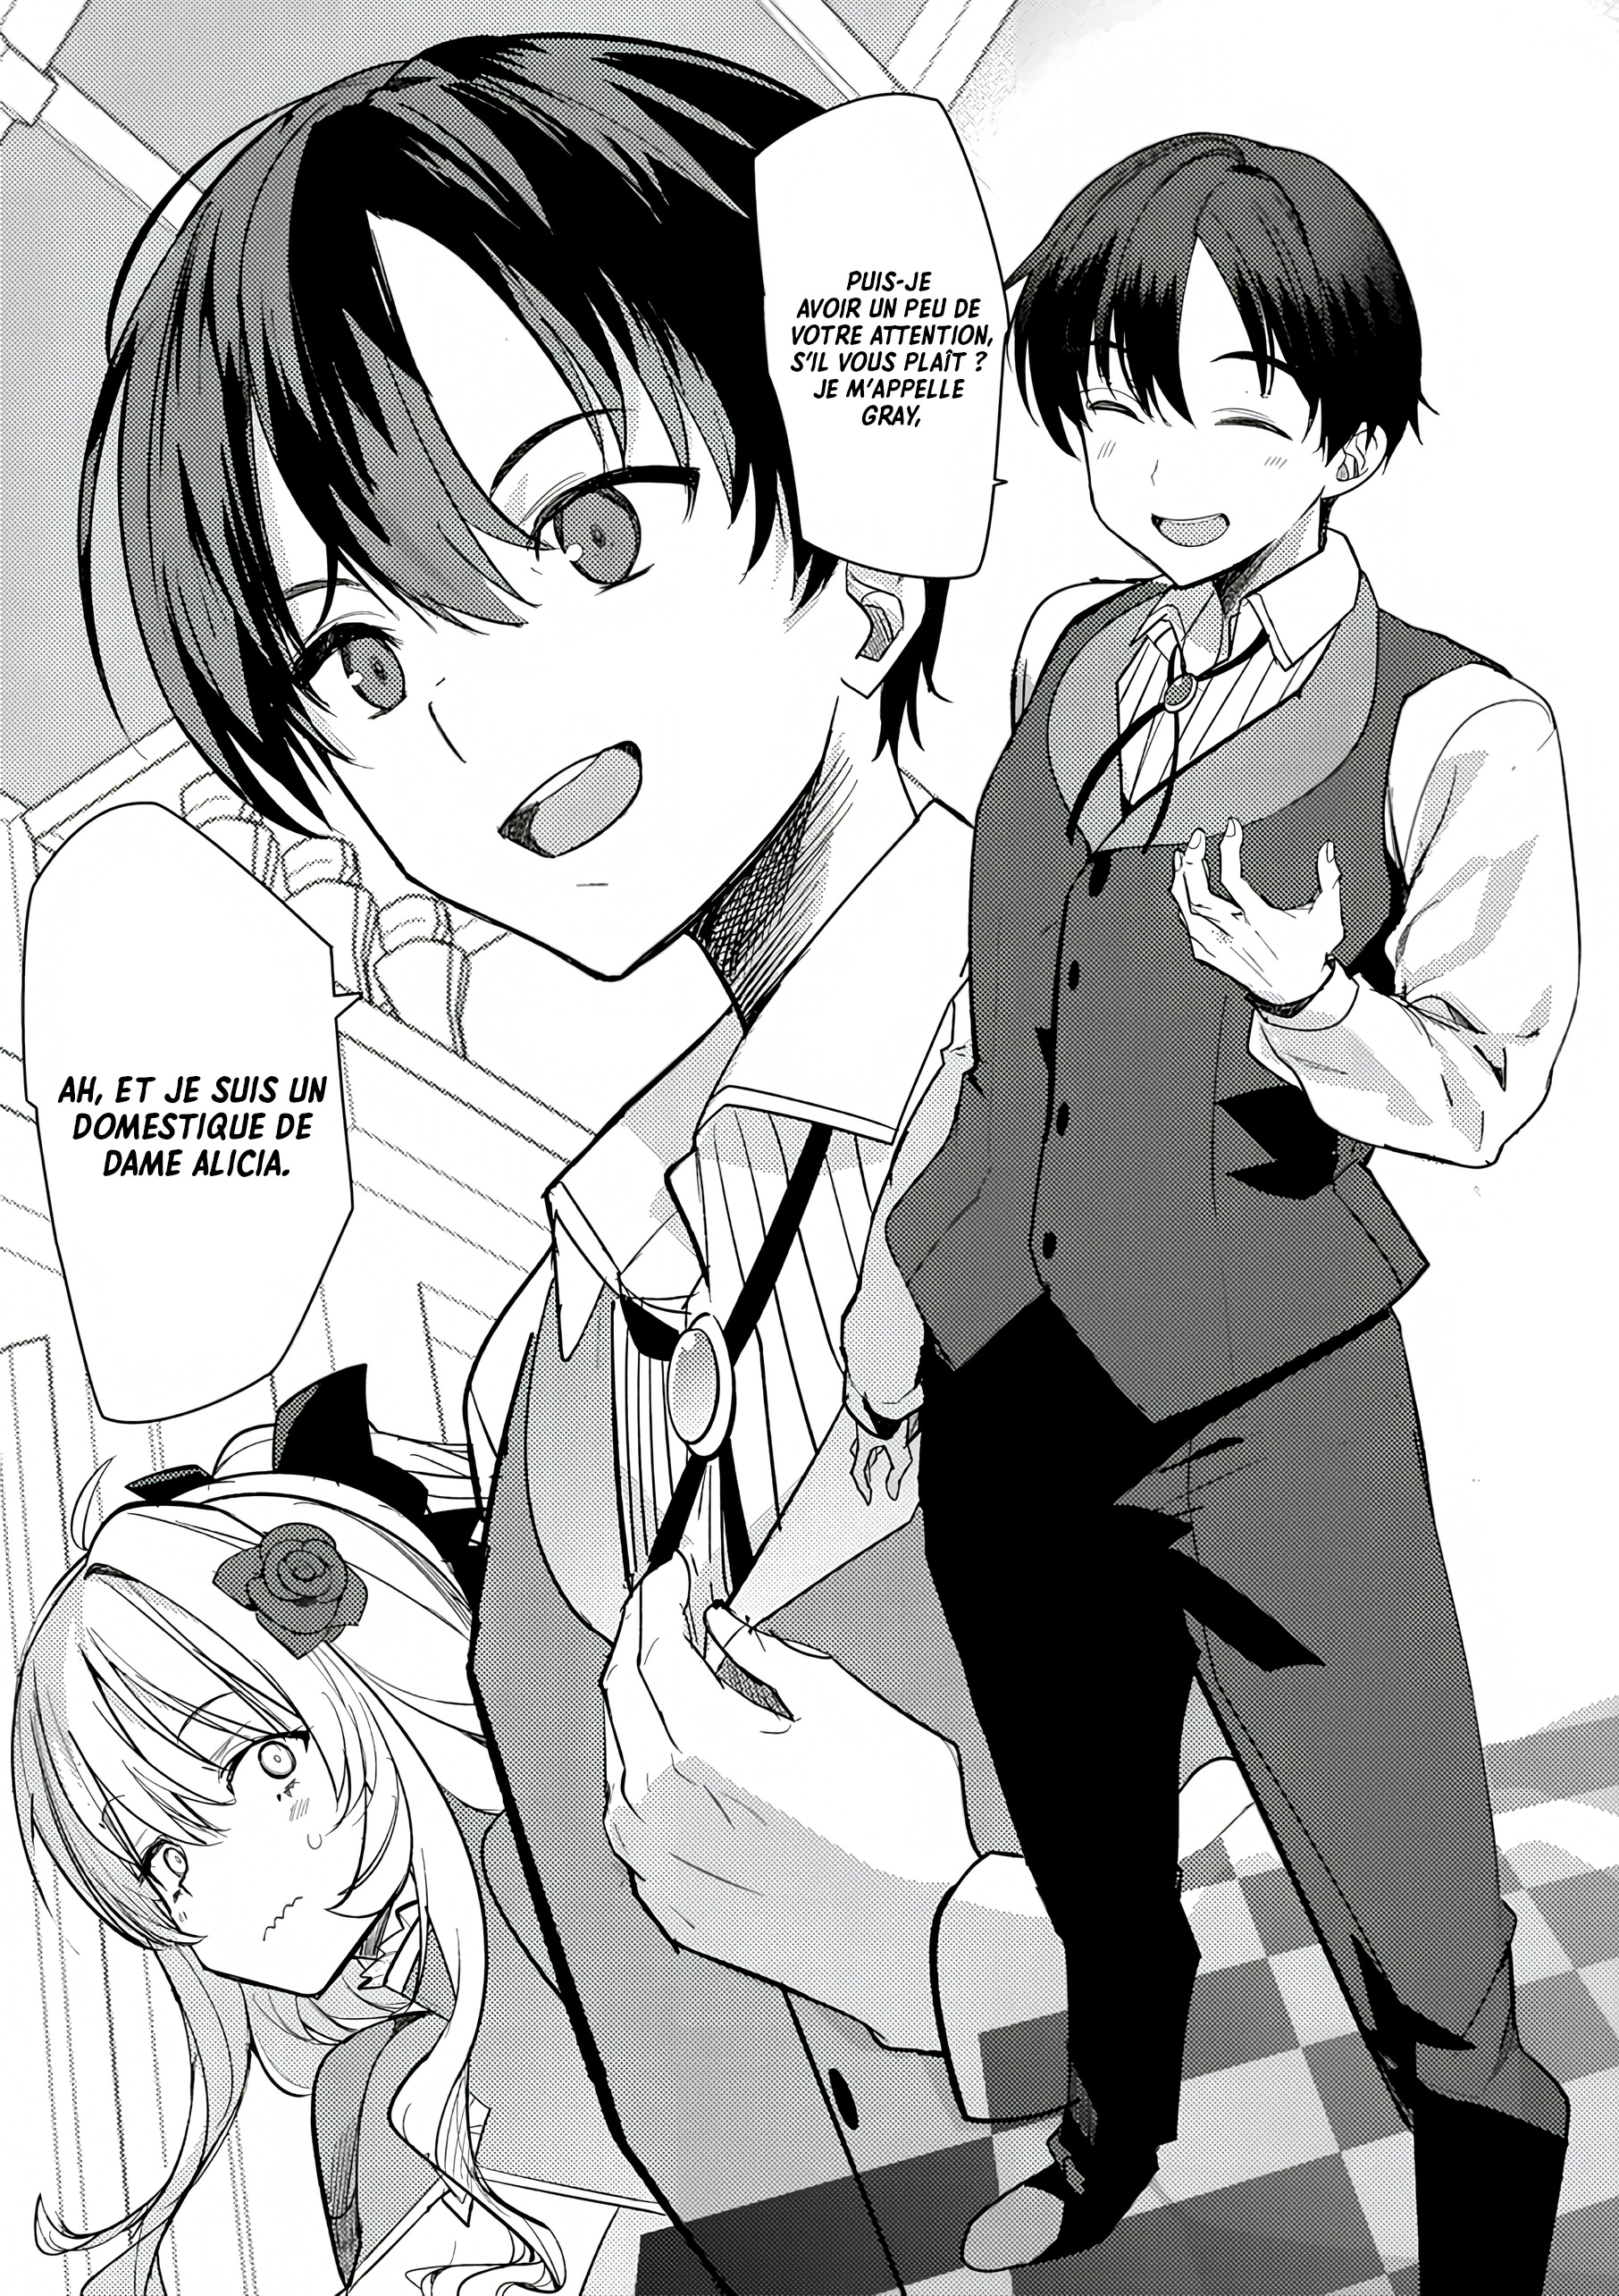 PUIS-JE
AVOIR UN PEU DE
VOTRE ATTENTION,
S'IL VOUS PLAÎT ?
JE M'APPELLE
GRAY,
AH, ET JE SUIS UN
DOMESTIQUE DE
DAME ALICIA.